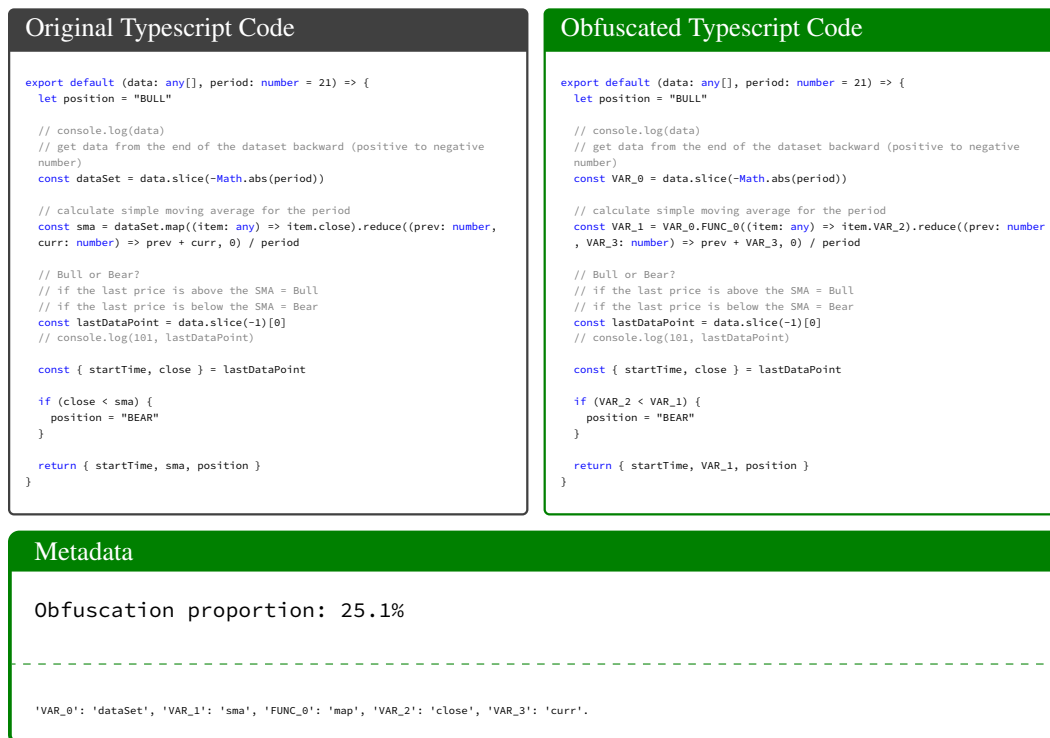 Original Typescript Code
export default (data: any[], period: number = 21) => {
  let position = "BULL"
  // console.log(data)
  // get data from the end of the dataset backward (positive to negative
  number)
  const dataSet = data.slice(-Math.abs(period))
  // calculate simple moving average for the period
  const sma = dataSet.map((item: any) => item.close).reduce((prev: number,
  curr: number) => prev + curr, 0) / period
  // Bull or Bear?
  // if the last price is above the SMA = Bull
  // if the last price is below the SMA = Bear
  const lastDataPoint = data.slice(-1)[0]
  // console.log(101, lastDataPoint)
  const { startTime, close } = lastDataPoint
  if (close < sma) {
    position = "BEAR"
  }
  return { startTime, sma, position }
}
Obfuscated Typescript Code
export default (data: any[], period: number = 21) => {
  let position = "BULL"
  // console.log(data)
  // get data from the end of the dataset backward (positive to negative
  number)
  const VAR_0 = data.slice(-Math.abs(period))
  // calculate simple moving average for the period
  const VAR_1 = VAR_0.FUNC_0((item: any) => item.VAR_2).reduce((prev: number
  , VAR_3: number) => prev + VAR_3, 0) / period
  // Bull or Bear?
  // if the last price is above the SMA = Bull
  // if the last price is below the SMA = Bear
  const lastDataPoint = data.slice(-1)[0]
  // console.log(101, lastDataPoint)
  const { startTime, close } = lastDataPoint
  if (VAR_2 < VAR_1) {
    position = "BEAR"
  }
  return { startTime, VAR_1, position }
}
Metadata
Obfuscation proportion: 25.1%
'VAR_0': 'dataSet', 'VAR_1': 'sma', 'FUNC_0': 'map', 'VAR_2': 'close', 'VAR_3': 'curr'.